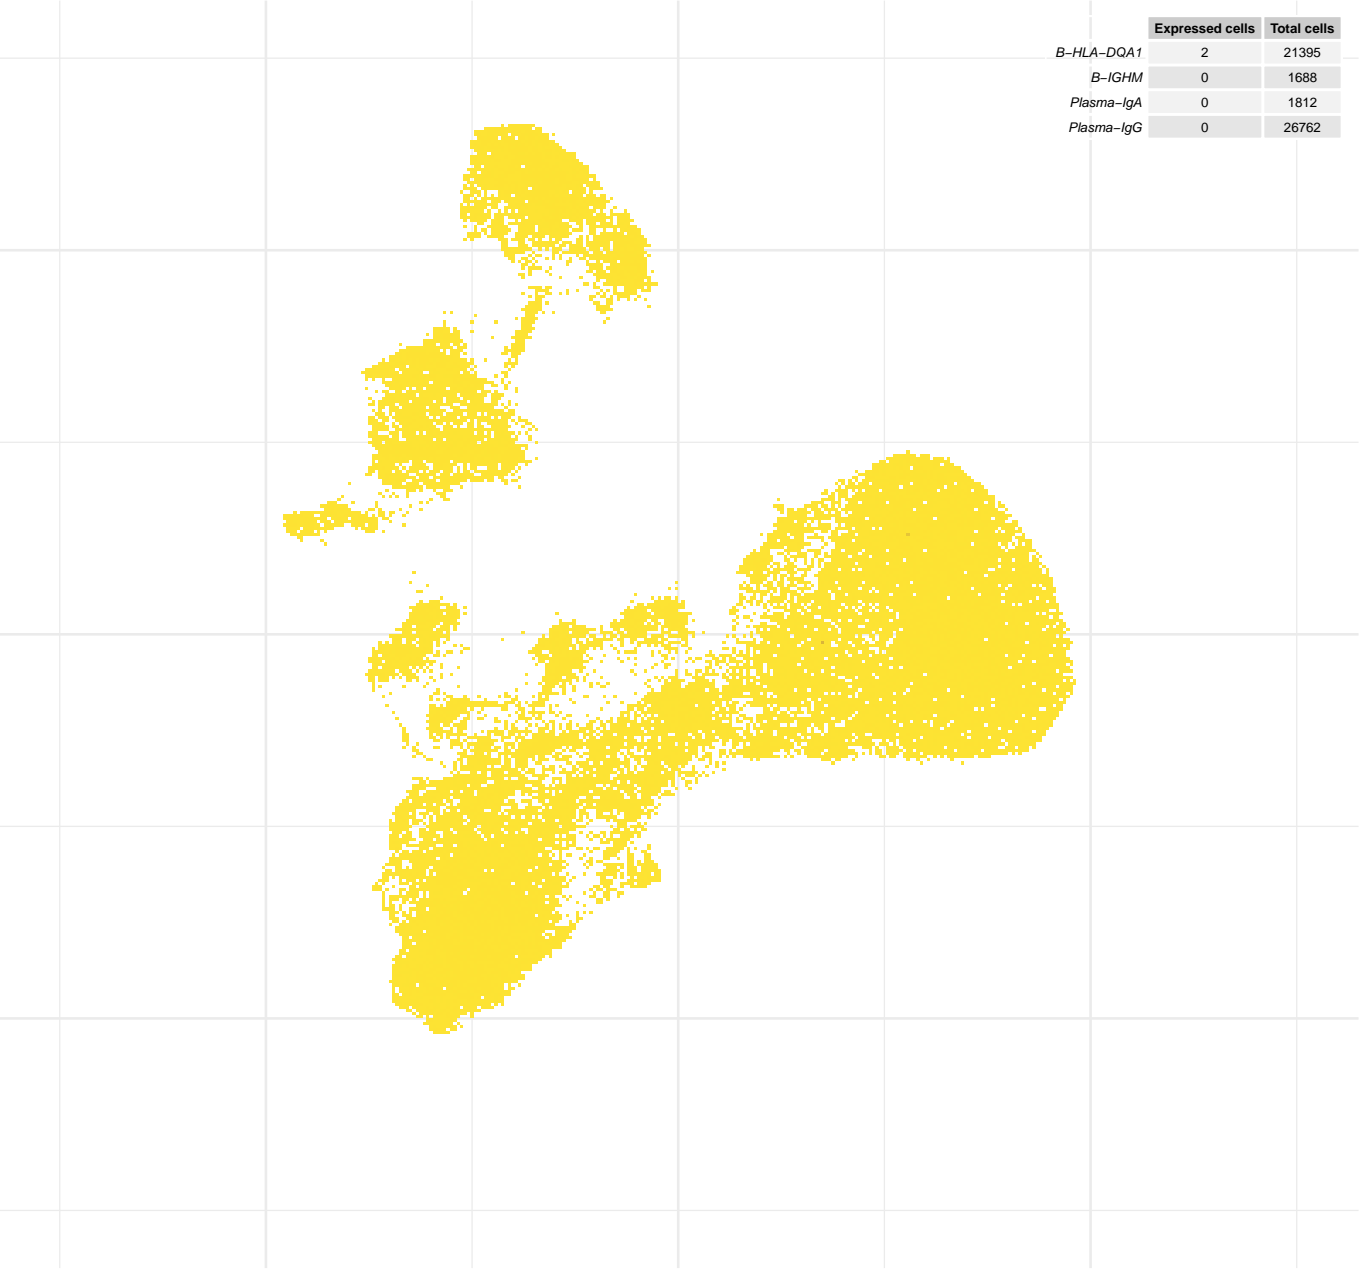 Expressed cells Total cells
B−HLA−DQA1 2 21395
B−IGHM 0 1688
Plasma−IgA 0 1812
Plasma−IgG 0 26762